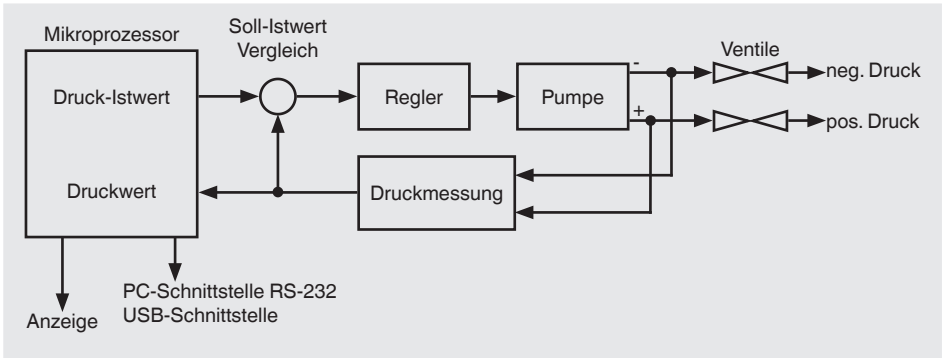 Mikroprozessor
Soll-Istwert
Vergleich
Ventile
Druck-Istwert
Regler
Pumpe
-
+
neg. Druck
pos. Druck
Druckwert
Druckmessung
PC-Schnittstelle RS-232
USB-Schnittstelle
Anzeige